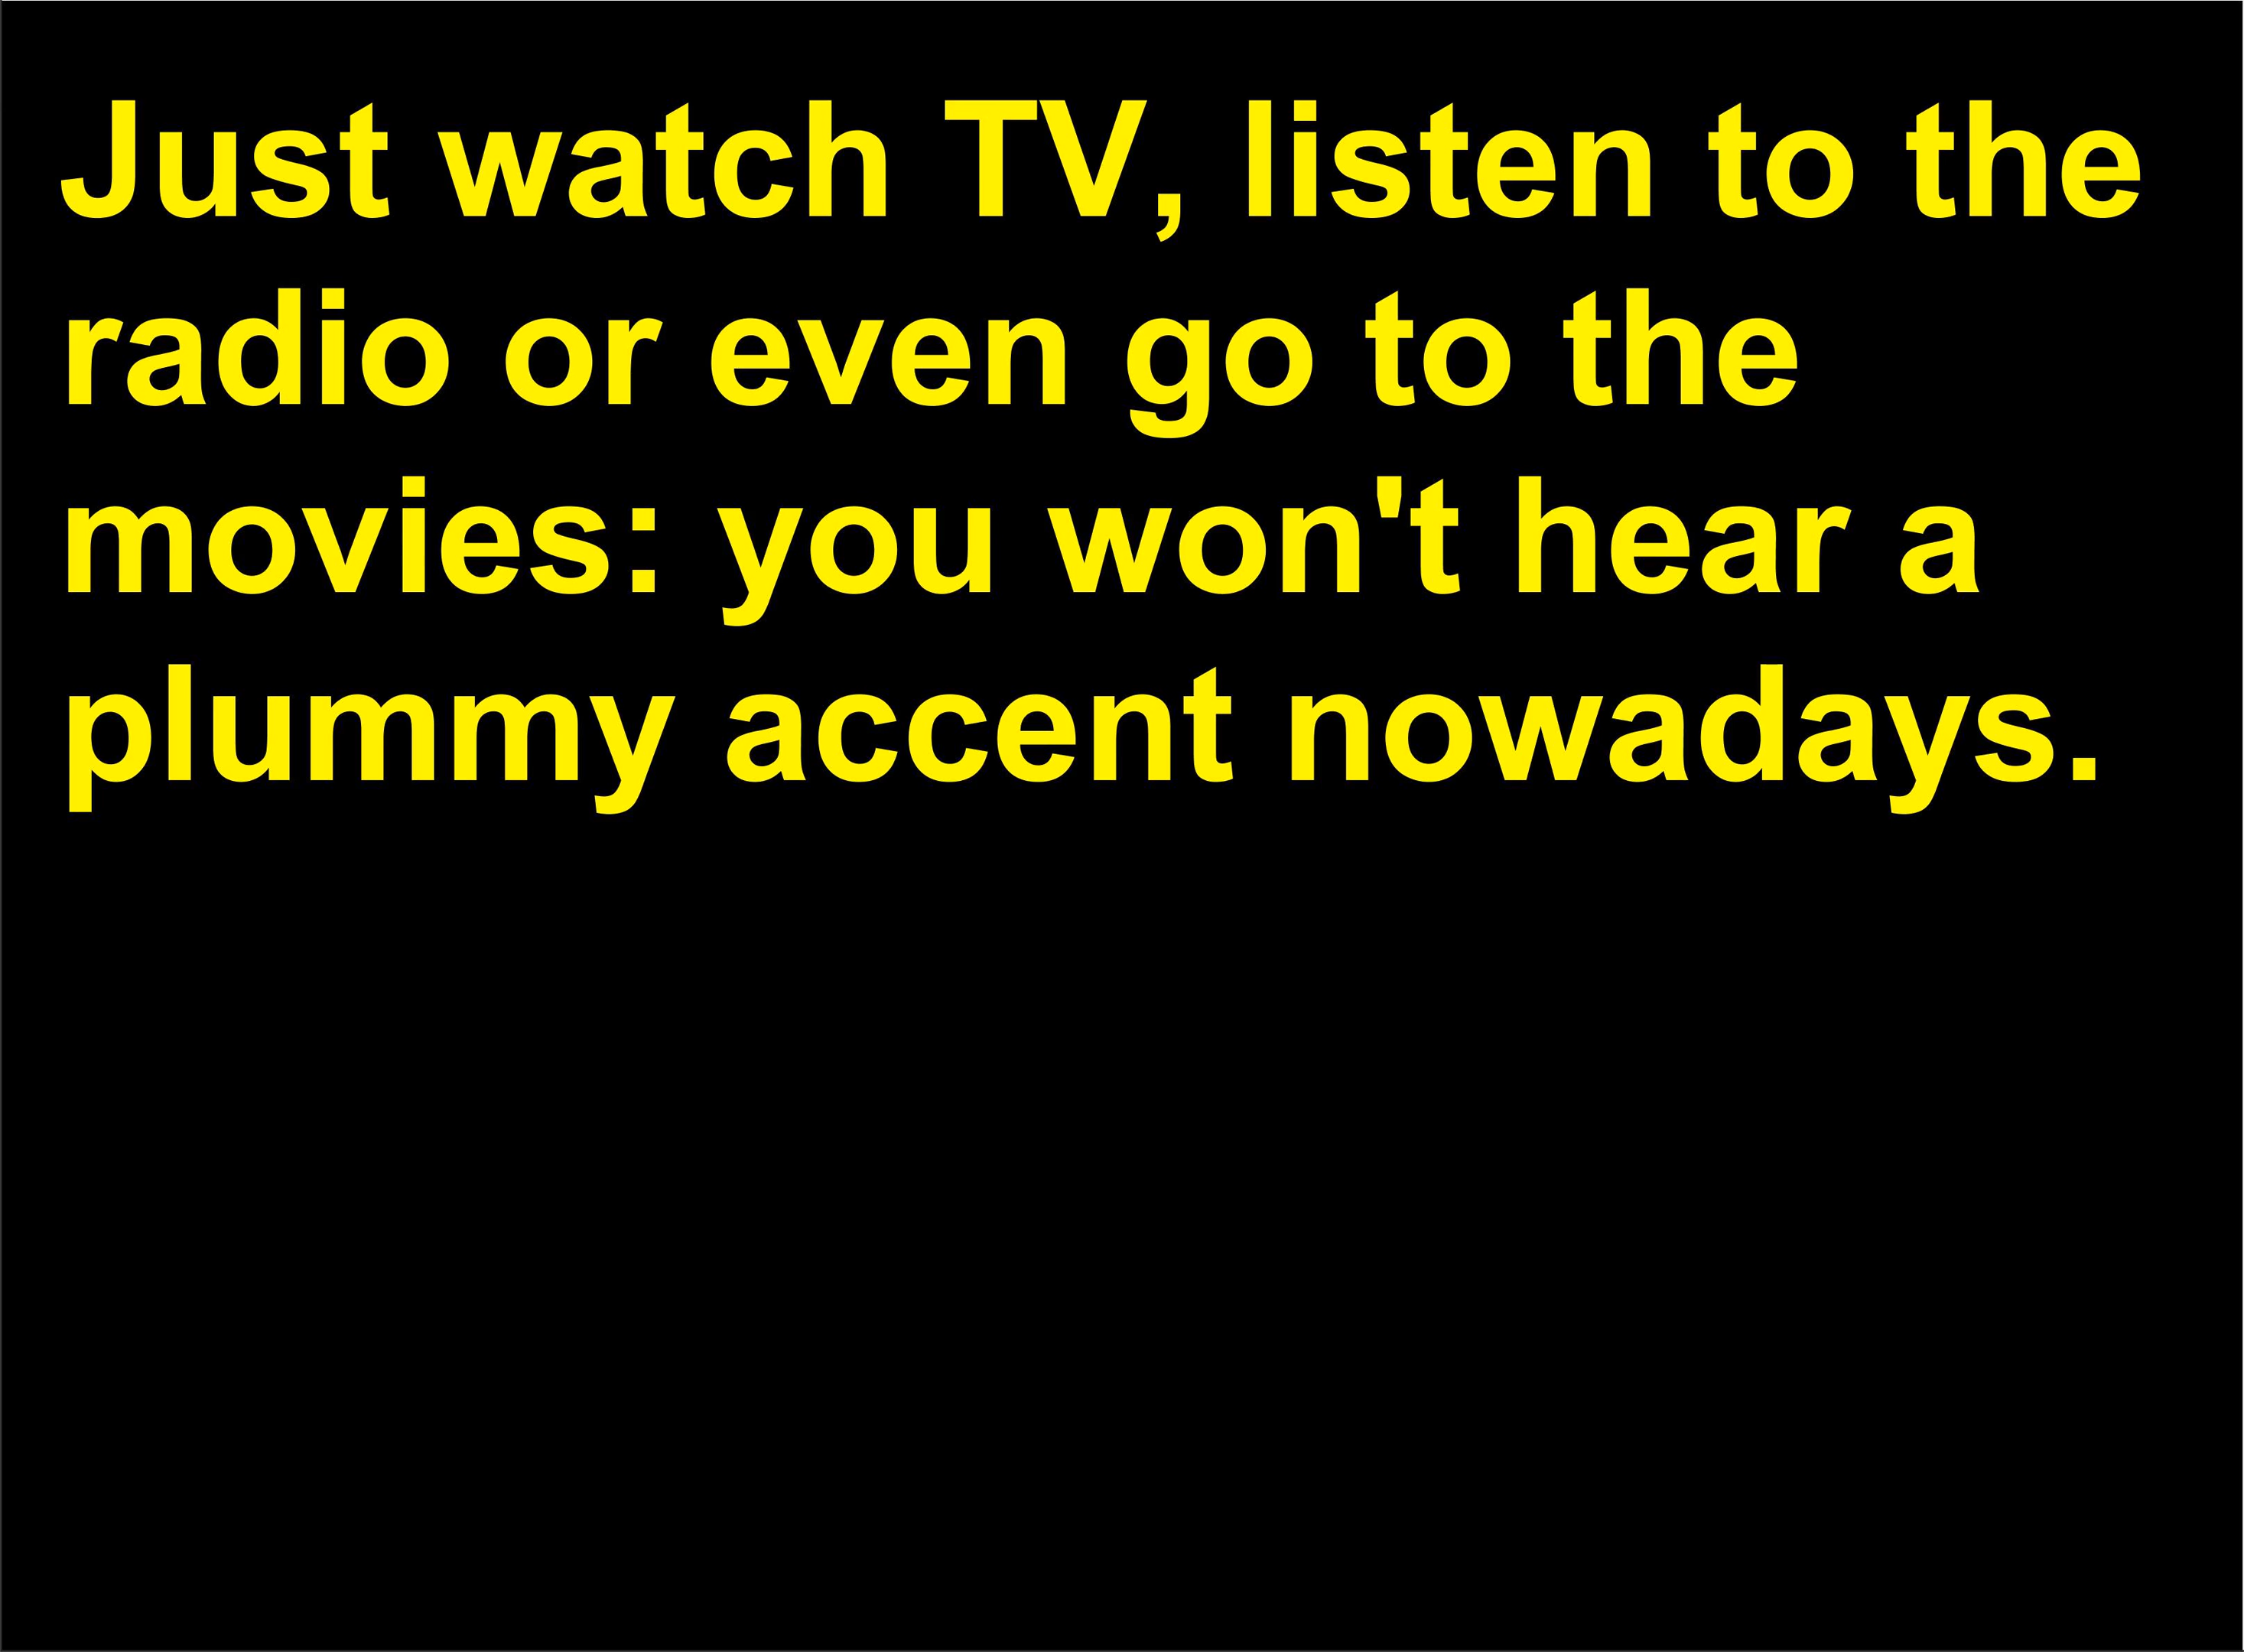 Just watch TV, listen to the
radio or even go to the
movies: you won't hear a
plummy accent nowadays.